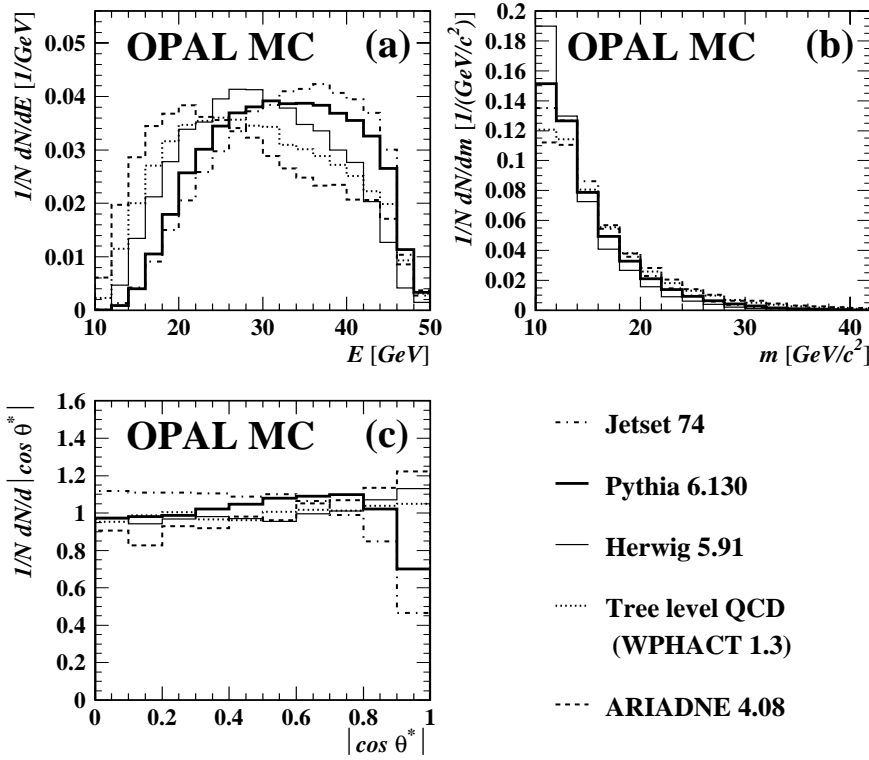 OPAL MC (a)
1/N dN/dE [1/GeV]
0.05
0.04
0.03
0.02
0.01
0
10 20 30 40 50
E [GeV]
OPAL MC (b)
1/N dN/dm [1/(GeV/c²)]
0.2
0.18
0.16
0.14
0.12
0.1
0.08
0.06
0.04
0.02
0
10 20 30 40
m [GeV/c²]
OPAL MC (c)
1/N dN/d|cos θ*|
1.6
1.4
1.2
1
0.8
0.6
0.4
0.2
0
0 0.2 0.4 0.6 0.8 1
|cos θ*|
Jetset 74
Pythia 6.130
Herwig 5.91
Tree level QCD
(WPHACT 1.3)
ARIADNE 4.08